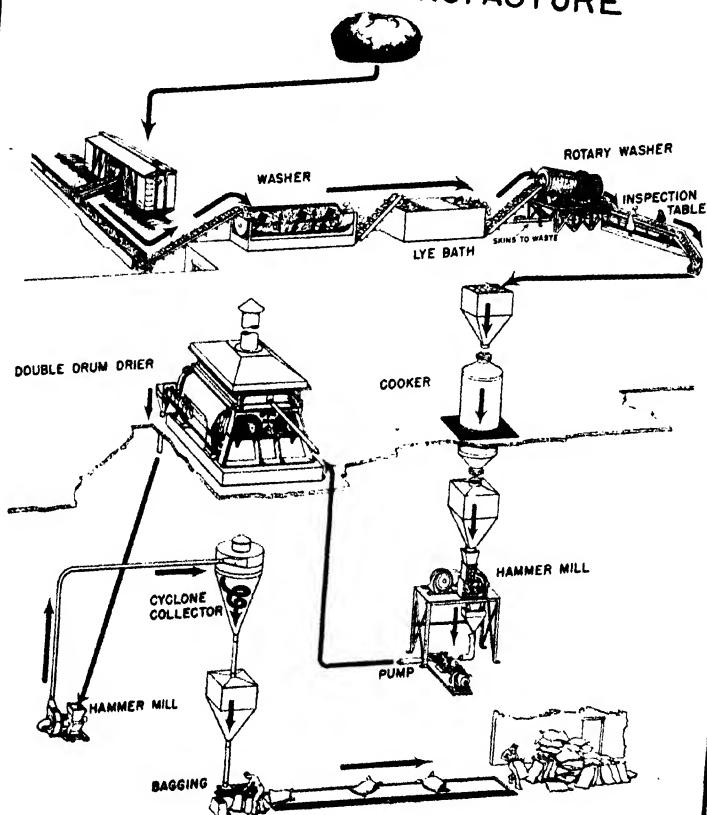 WASHER
ROTARY WASHER
INSPECTION
TABLE
LYE BATH
SKINS TO WASTE
DOUBLE DRUM DRIER
COOKER
HAMMER MILL
CYCLONE
COLLECTOR
PUMP
HAMMER MILL
BAGGING